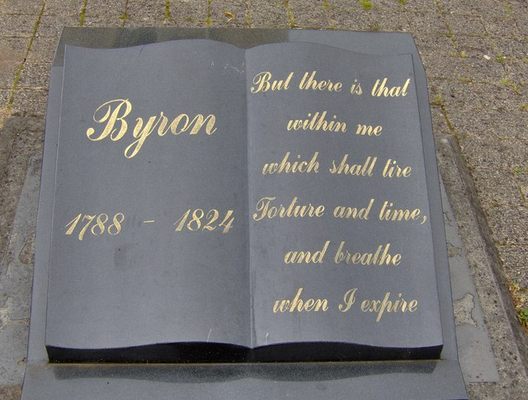 Byron
1788 - 1824
But there is that
within me
which shall tire
Torture and time,
and breathe
when I expire